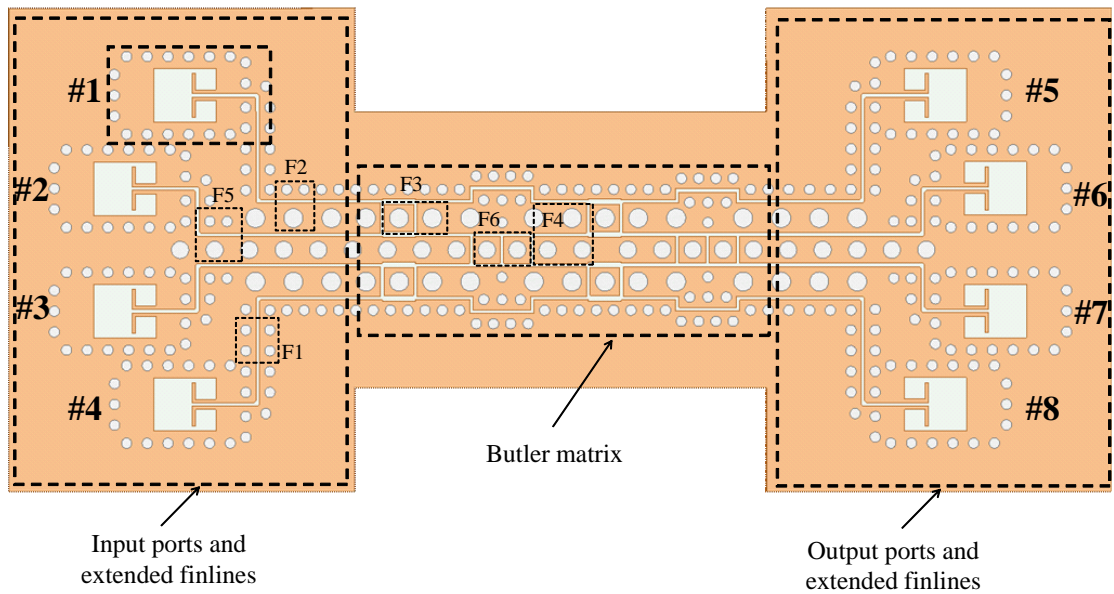 #1
#5
F2
F3
#2
F5
F6
F4
#6
#3
F1
#7
#4
#8
Butler matrix
Input ports and
extended finlines
Output ports and
extended finlines